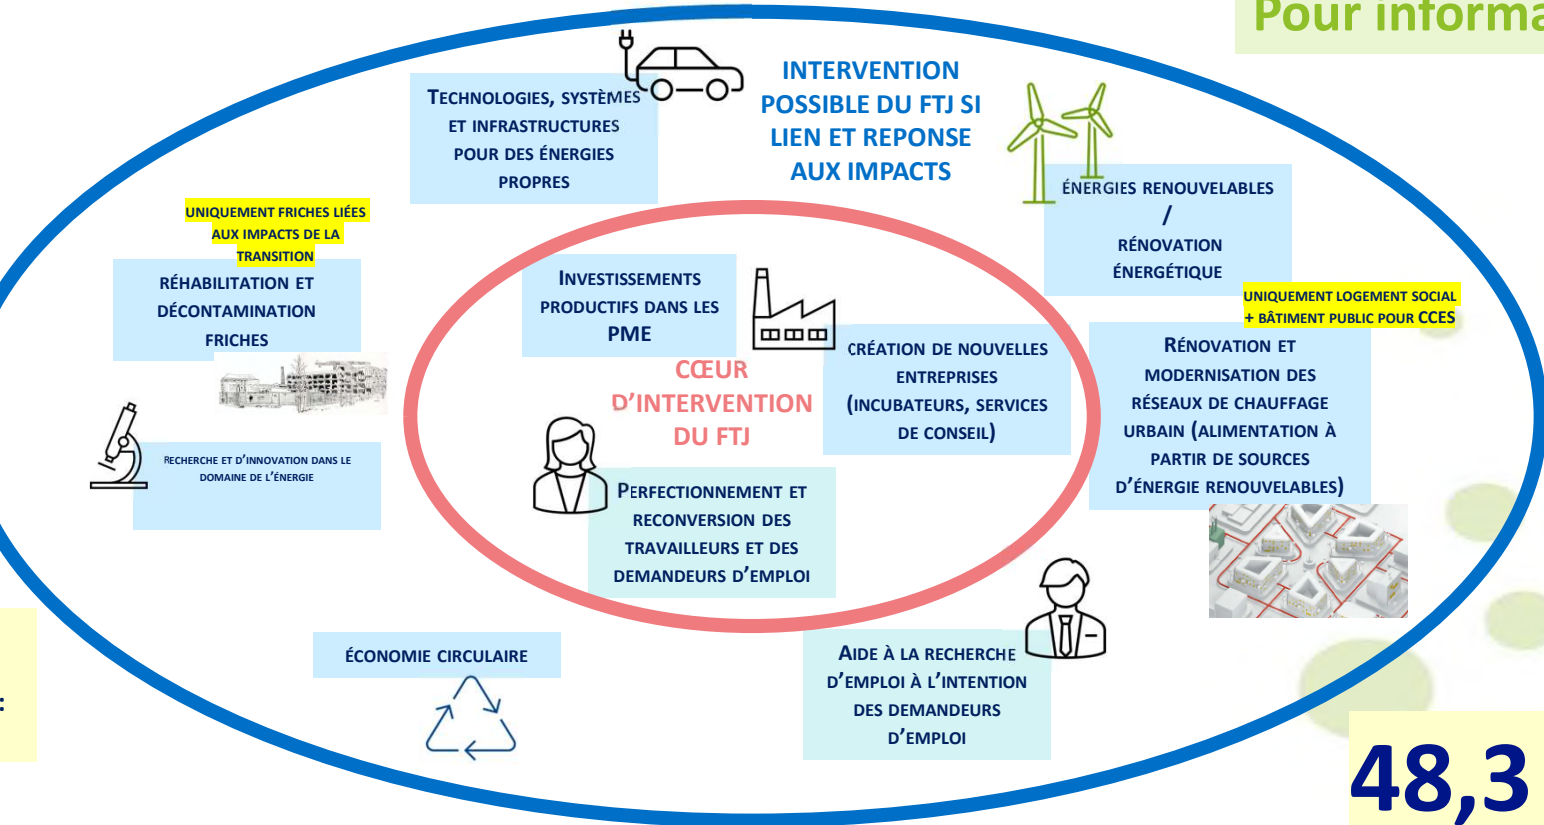 Pour informa
INTERVENTION
POSSIBLE DU FTJ SI
LIEN ET REPONSE
AUX IMPACTS
TECHNOLOGIES, SYSTÈMES
ET INFRASTRUCTURES
POUR DES ÉNERGIES
PROPRES
ÉNERGIES RENOUVELABLES
/
RÉNOVATION
ÉNERGÉTIQUE
UNIQUEMENT FRICHES LIÉES
AUX IMPACTS DE LA
TRANSITION
RÉHABILITATION ET
DÉCONTAMINATION
FRICHES
INVESTISSEMENTS
PRODUCTIFS DANS LES
PME
UNIQUEMENT LOGEMENT SOCIAL
+ BÂTIMENT PUBLIC POUR CCES
RÉNOVATION ET
MODERNISATION DES
RÉSEAUX DE CHAUFFAGE
URBAIN (ALIMENTATION À
PARTIR DE SOURCES
D'ÉNERGIE RENOUVELABLES)
CRÉATION DE NOUVELLES
ENTREPRISES
(INCUBATEURS, SERVICES
DE CONSEIL)
CŒUR
D'INTERVENTION
DU FTJ
RECHERCHE ET D'INNOVATION DANS LE
DOMAINE DE L'ÉNERGIE
PERFECTIONNEMENT ET
RECONVERSION DES
TRAVAILLEURS ET DES
DEMANDEURS D'EMPLOI
ÉCONOMIE CIRCULAIRE
AIDE À LA RECHERCHE
D'EMPLOI À L'INTENTION
DES DEMANDEURS
D'EMPLOI
:
48,3